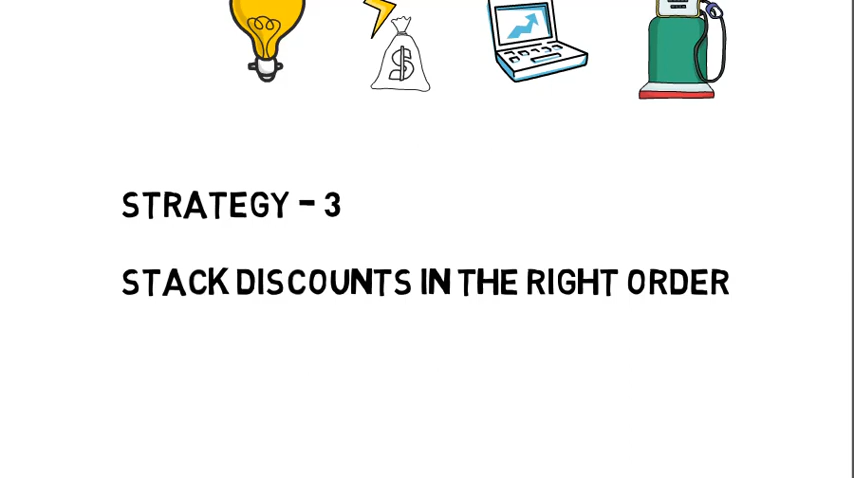 $
STRATEGY - 3
STACK DISCOUNTS IN THE RIGHT ORDER